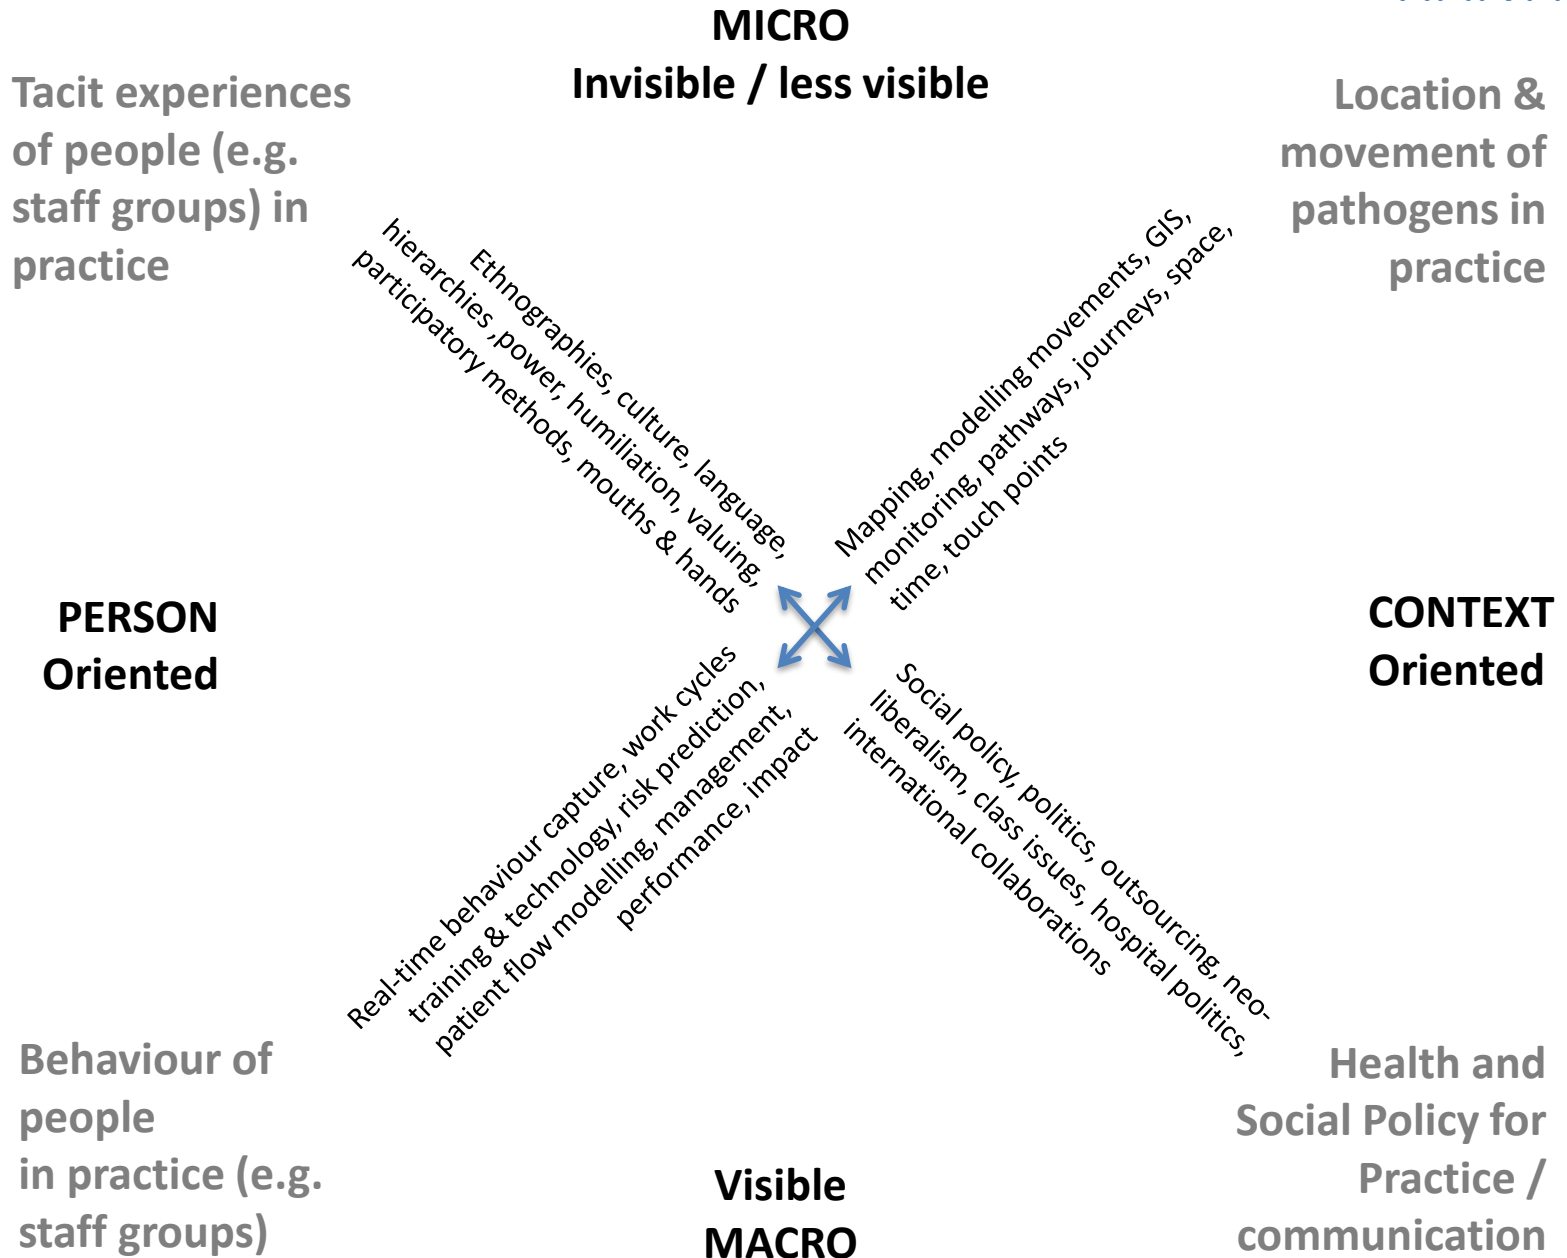 MICRO
Invisible / less visible
Tacit experiences
of people (e.g.
staff groups) in
practice
Location &
movement of
pathogens in
practice
Ethnographies, culture, language,
hierarchies ,power, humiliation, valuing,
participatory methods, mouths & hands
Mapping, modelling movements, GIS,
monitoring, pathways, journeys, space,
time, touch points
PERSON
Oriented
CONTEXT
Oriented
Real-time behaviour capture, work cycles
training & technology, risk prediction,
patient flow modelling, management,
performance, impact
Social policy, politics, outsourcing, neo-
liberalism, class issues, hospital politics,
international collaborations
Behaviour of
people
in practice (e.g.
staff groups)
Health and
Social Policy for
Practice /
communication
Visible
MACRO